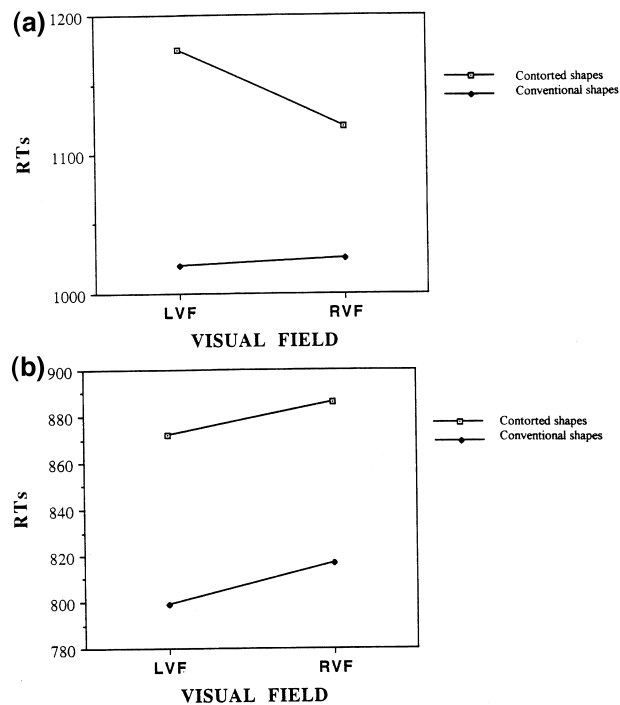 (a)
1200
Contorted shapes
Conventional shapes
RTs
1100
1000
LVF RVF
VISUAL FIELD
(b)
900
Contorted shapes
Conventional shapes
880
860
840
RTs
820
800
780
LVF RVF
VISUAL FIELD